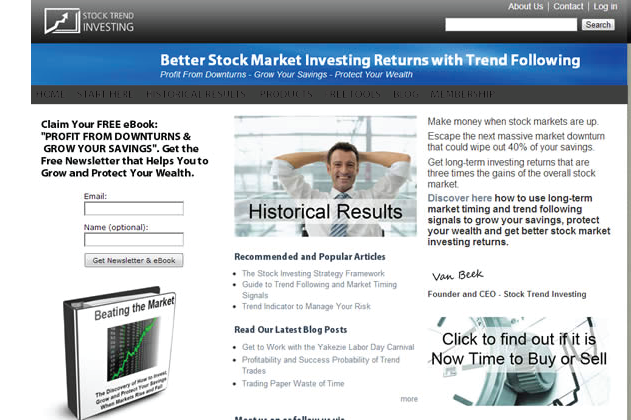 About Us | Contact | Log in
STOCK TREND
INVESTING
Search
Better Stock Market Investing Returns with Trend Following
Profit From Downturns - Grow Your Savings - Protect Your Wealth
HOME START HERE HISTORICAL RESULTS PRODUCTS FREE TOOLS BLOG MEMBERSHIP
Claim Your FREE eBook:
"PROFIT FROM DOWNTURNS &
GROW YOUR SAVINGS". Get the
Free Newsletter that Helps You to
Grow and Protect Your Wealth.
Email:
Name (optional):
Get Newsletter & eBook
Beating the Market
The Discovery of How to Invest,
Grow and Protect Your Savings
When Markets Rise and Fall
Historical Results
Recommended and Popular Articles
The Stock Investing Strategy Framework
Guide to Trend Following and Market Timing
Signals
Trend Indicator to Manage Your Risk
Read Our Latest Blog Posts
Get to Work with the Yakezie Labor Day Carnival
Profitability and Success Probability of Trend
Trades
Trading Paper Waste of Time
more
Make money when stock markets are up.
Escape the next massive market downturn
that could wipe out 40% of your savings.
Get long-term investing returns that are
three times the gains of the overall stock
market.
Discover here how to use long-term
market timing and trend following
signals to grow your savings, protect
your wealth and get better stock market
investing returns.
Van Beek
Founder and CEO - Stock Trend Investing
Click to find out if it is
Now Time to Buy or Sell